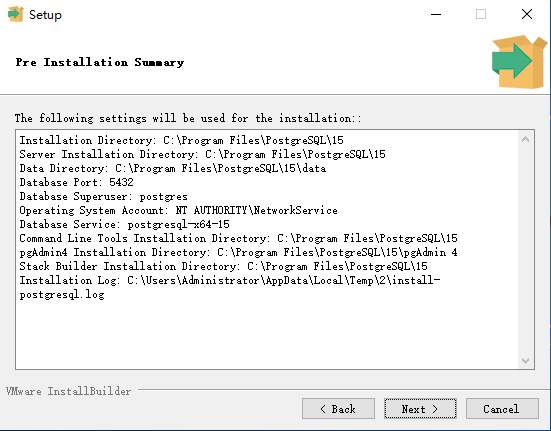 Setup
Pre Installation Summary
The following settings will be used for the installation::
Installation Directory: C:\Program Files\PostgreSQL\15
Server Installation Directory: C:\Program Files\PostgreSQL\15
Data Directory: C:\Program Files\PostgreSQL\15\data
Database Port: 5432
Database Superuser: postgres
Operating System Account: NT AUTHORITY\NetworkService
Database Service: postgresql-x64-15
Command Line Tools Installation Directory: C:\Program Files\PostgreSQL\15
pgAdmin4 Installation Directory: C:\Program Files\PostgreSQL\15\pgAdmin 4
Stack Builder Installation Directory: C:\Program Files\PostgreSQL\15
Installation Log: C:\Users\Administrator\AppData\Local\Temp\2\install-
postgresql.log
VMware InstallBuilder
< Back
Next >
Cancel